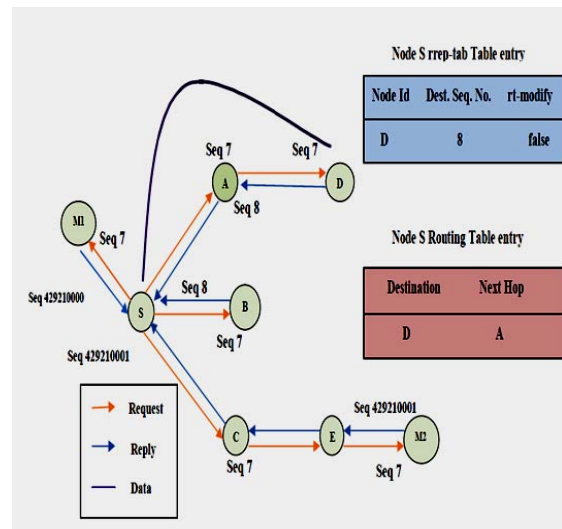 Node S rrep-tab Table entry
Node Id Dest. Seq. No. rt-modify
D 8 false
Seq 7
Seq 7
A
D
Seq 8
M1
Seq 7
Node S Routing Table entry
Destination Next Hop
D A
Seq 429210000
Seq 8
S
B
Seq 7
Seq 429210001
Request
Reply
Data
Seq 429210001
C
E
M2
Seq 7
Seq 7